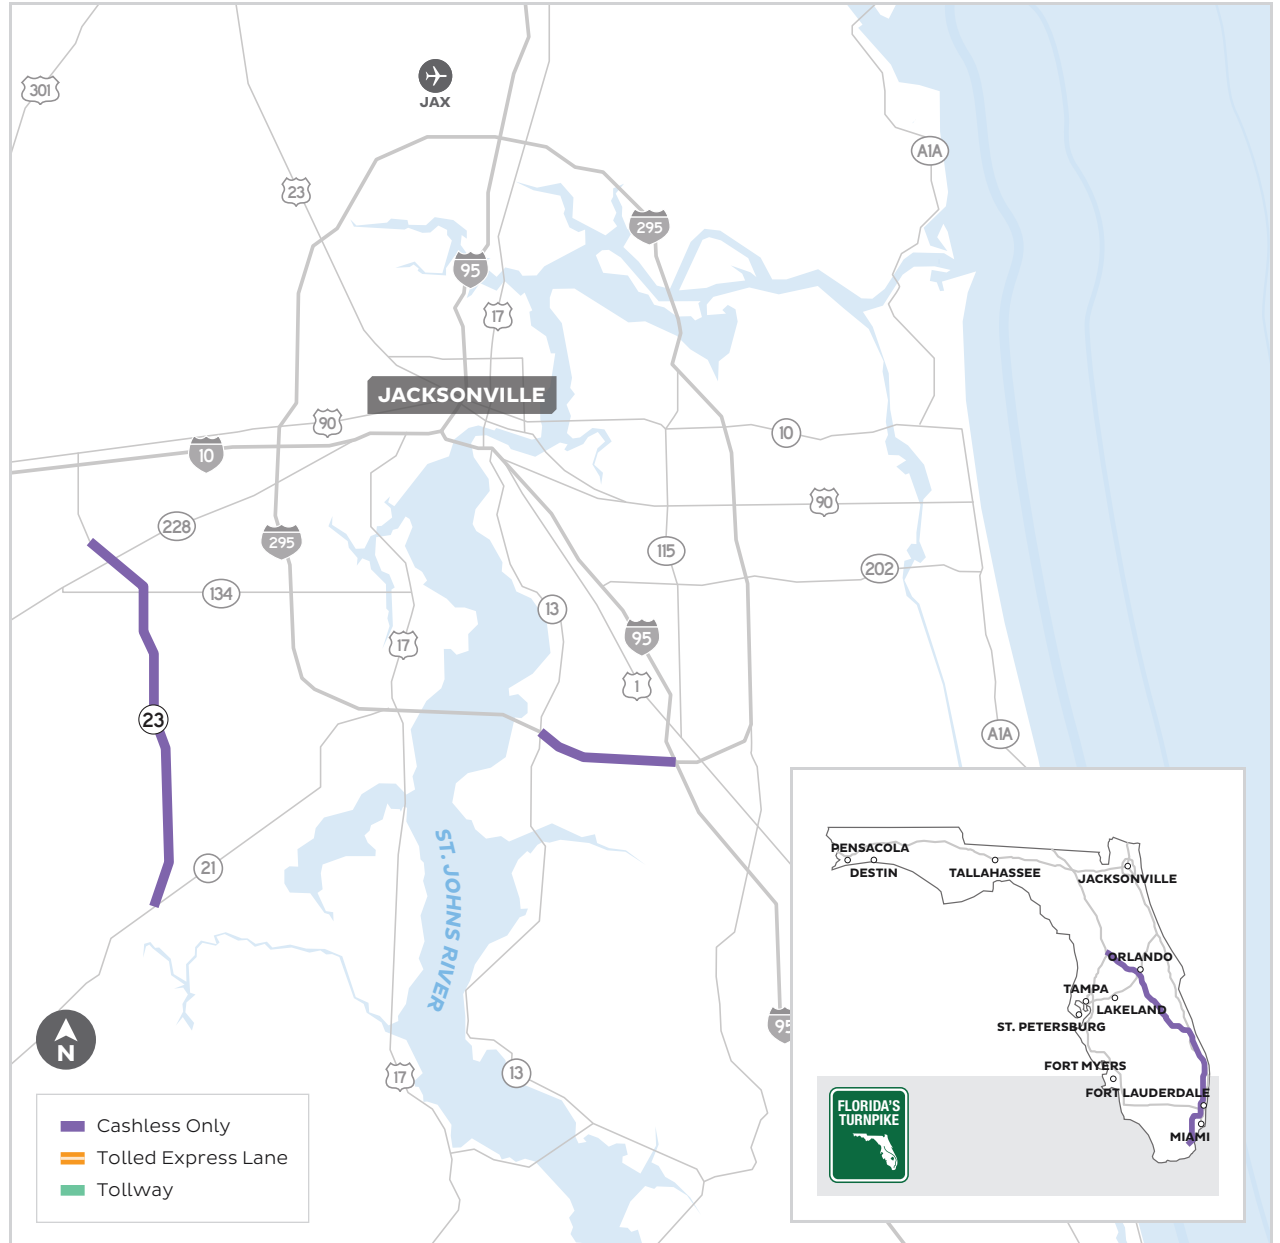 JAX
301
A1A
23
295
95
17
JACKSONVILLE
90
10
10
90
228
295
115
202
134
13
95
17
1
23
A1A
21
ST. JOHNS RIVER
95
N
17
13
Cashless Only
Tolled Express Lane
Tollway
PENSACOLA
DESTIN
TALLAHASSEE
JACKSONVILLE
ORLANDO
TAMPA
LAKELAND
ST. PETERSBURG
FORT MYERS
FORT LAUDERDALE
MIAMI
FLORIDA'S
TURNPIKE